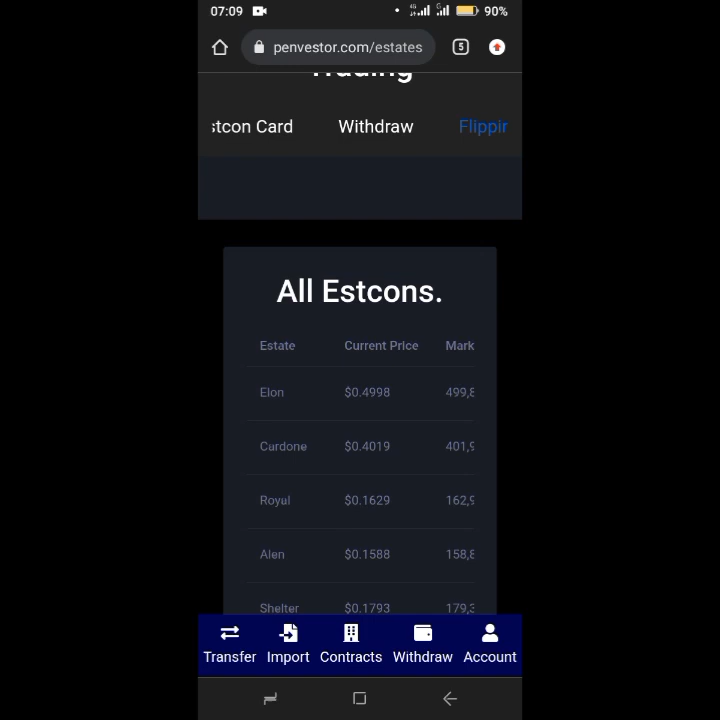 07:09 90%
penvestor.com/estates 5
Trading
stcon Card Withdraw Flippin
All Estcons.
Estate Current Price Mark
Elon $0.4998 499,8
Cardone $0.4019 401,9
Royal $0.1629 162,9
Alen $0.1588 158,8
Shelter $0.1793 179,3
Transfer Import Contracts Withdraw Account